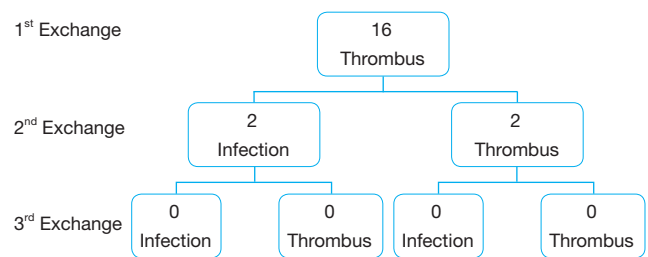 1st Exchange
16
Thrombus
2nd Exchange
2
Infection
2
Thrombus
3rd Exchange
0
Infection
0
Thrombus
0
Infection
0
Thrombus